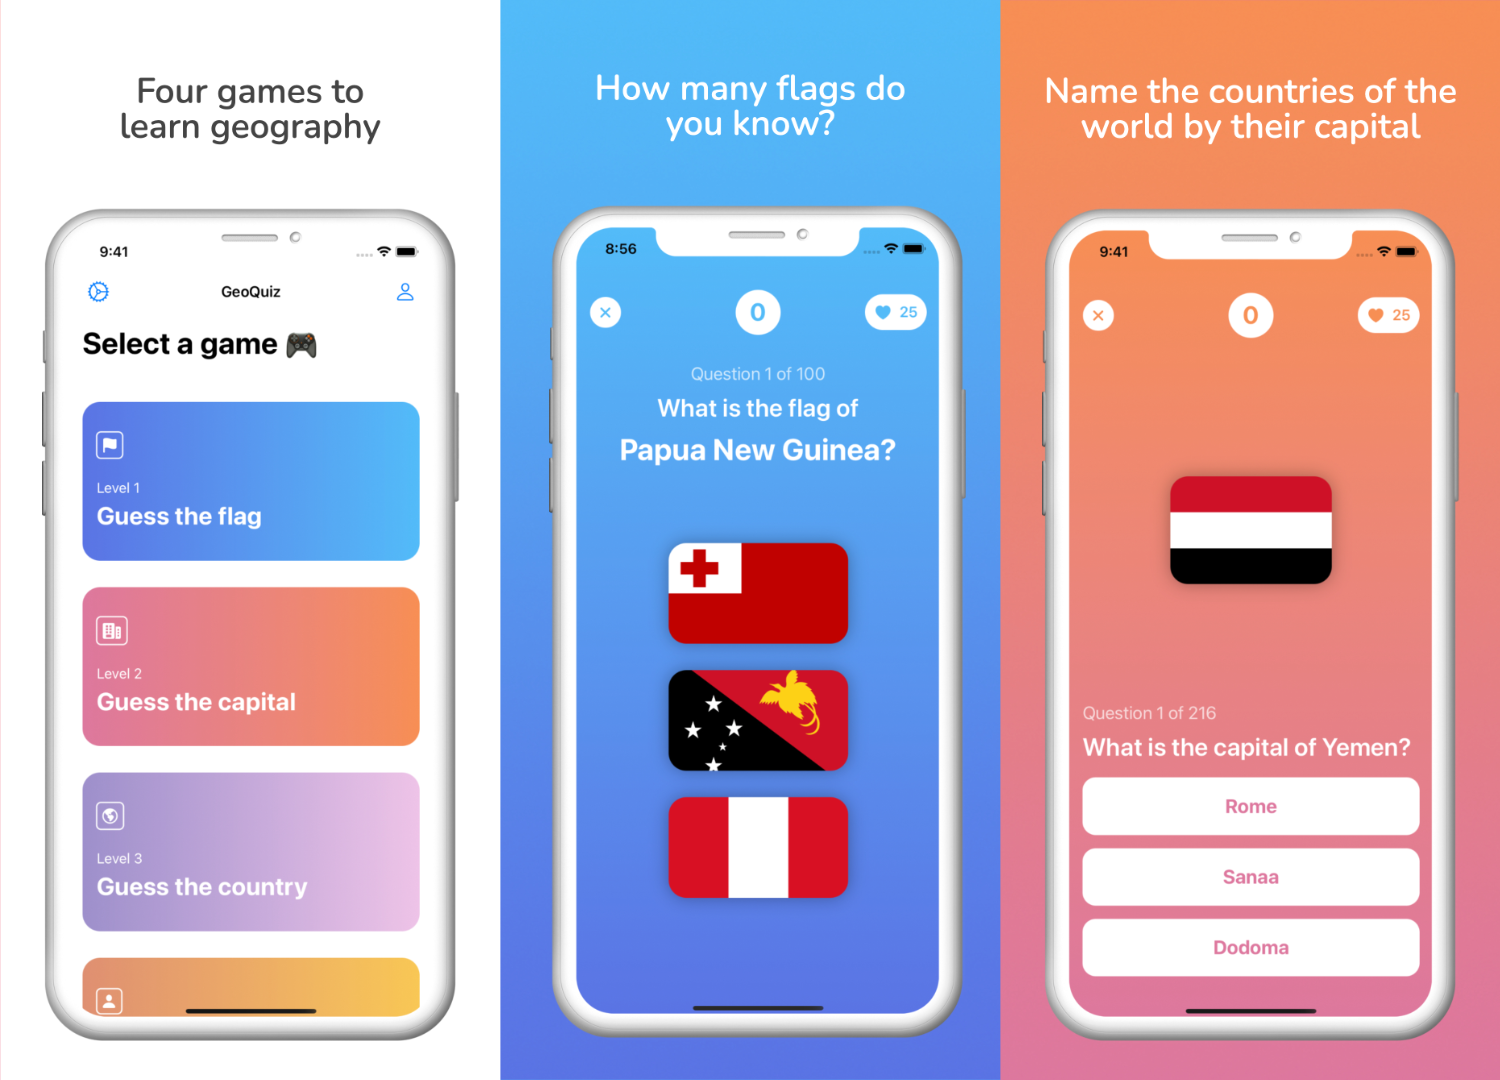 Four games to
learn geography
9:41
GeoQuiz
Select a game
Level 1
Guess the flag
Level 2
Guess the capital
Level 3
Guess the country
How many flags do
you know?
8:56
0
25
Question 1 of 100
What is the flag of
Papua New Guinea?
Name the countries of the
world by their capital
9:41
0
25
Question 1 of 216
What is the capital of Yemen?
Rome
Sanaa
Dodoma